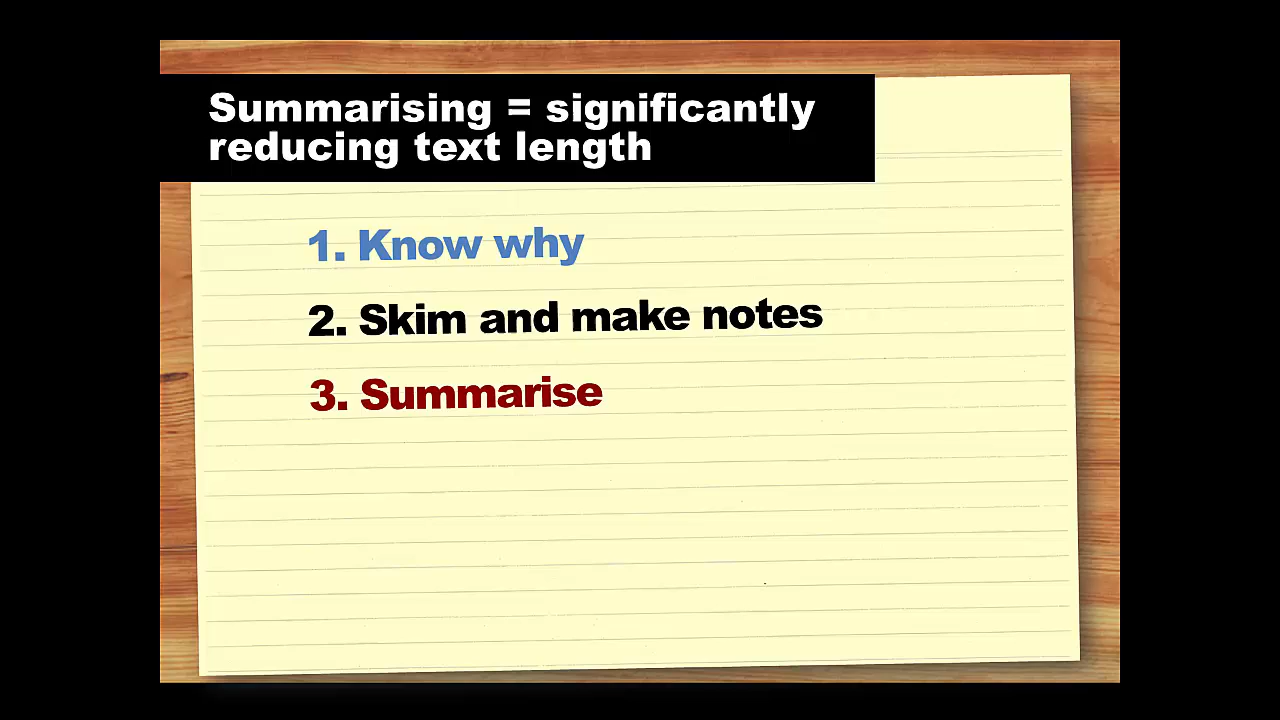 Summarising = significantly
reducing text length
1. Know why
2. Skim and make notes
3. Summarise